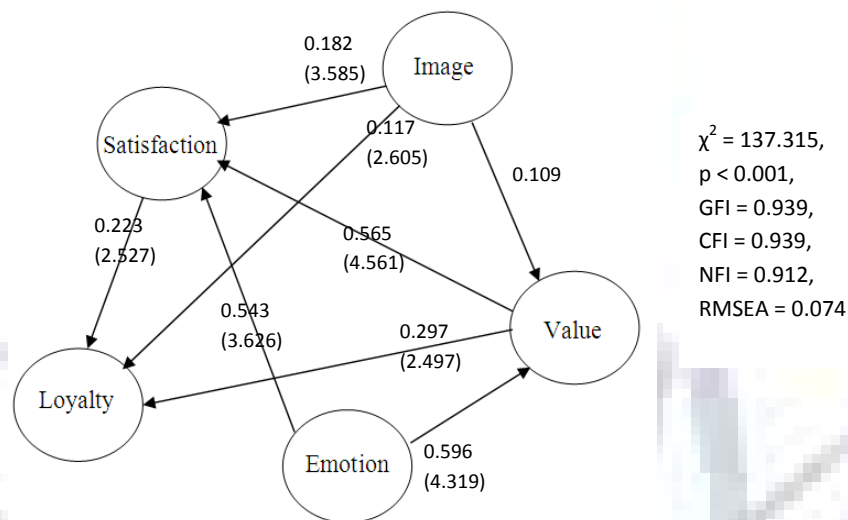 0.182
(3.585)
Image
Satisfaction
0.117
(2.605)
0.109
χ² = 137.315,
p < 0.001,
GFI = 0.939,
CFI = 0.939,
NFI = 0.912,
RMSEA = 0.074
0.223
(2.527)
0.565
(4.561)
0.543
(3.626)
0.297
(2.497)
Value
Loyalty
Emotion
0.596
(4.319)